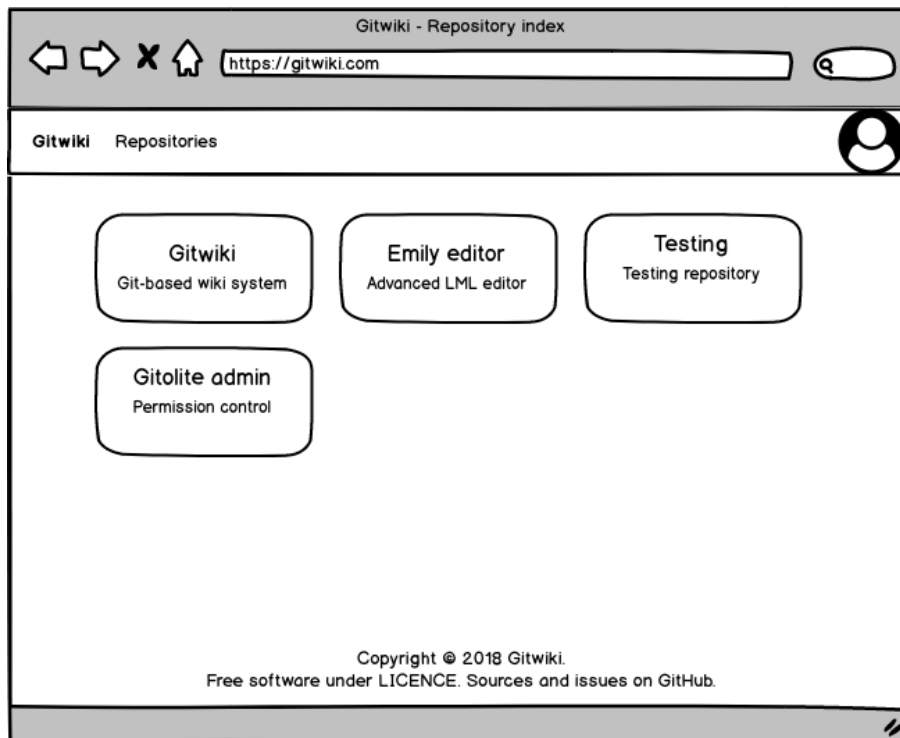 Gitwiki - Repository index
https://gitwiki.com
Gitwiki Repositories
Gitwiki
Git-based wiki system
Emily editor
Advanced LML editor
Testing
Testing repository
Gitolite admin
Permission control
Copyright © 2018 Gitwiki.
Free software under LICENCE. Sources and issues on GitHub.